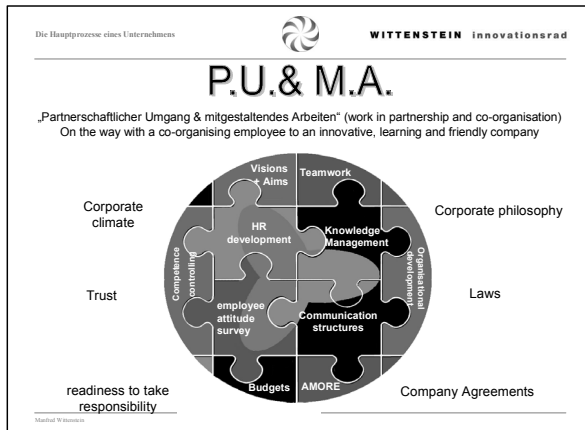 Die Hauptprozesse eines Unternehmens
WITTENSTEIN innovationsrad
P.U.& M.A.
„Partnerschaftlicher Umgang & mitgestaltendes Arbeiten“ (work in partnership and co-organisation)
On the way with a co-organising employee to an innovative, learning and friendly company
Visions
+ Aims
Teamwork
Corporate
climate
HR
development
Knowledge
Management
Corporate philosophy
Competence
controlling
Organisational
development
Trust
employee
attitude
survey
Communication
structures
Laws
Budgets
AMORE
readiness to take
responsibility
Company Agreements
Manfred Wittenstein